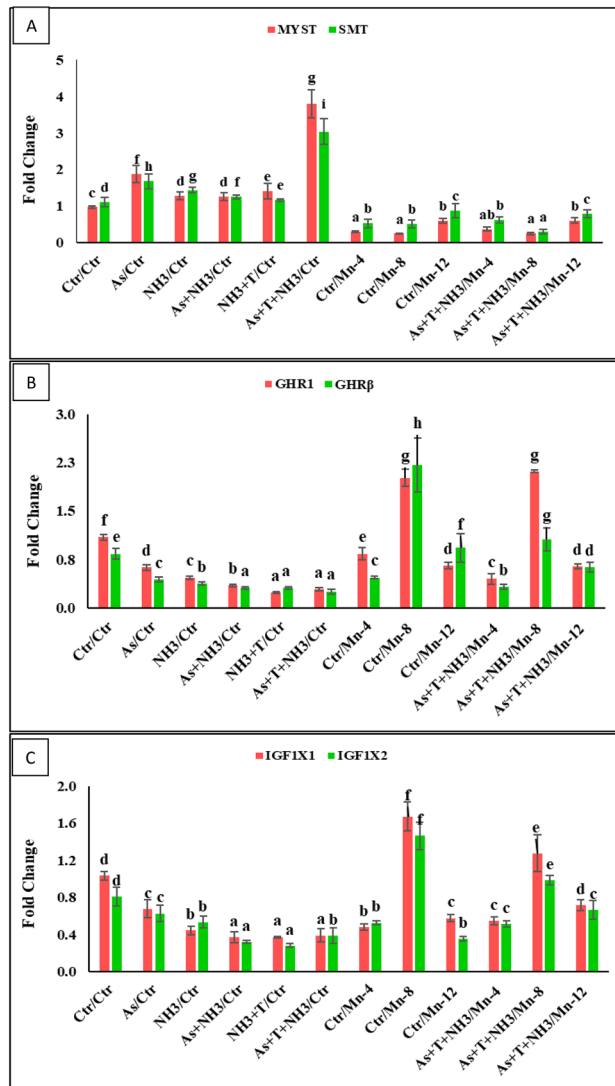 A
MYST SMT
Fold Change
5
4
3
2
1
0
c d f h d g d f e e g i a b a b b c ab b a a b c
Ctr/Ctr
As/Ctr
NH3/Ctr
As+NH3/Ctr
NH3+T/Ctr
As+T+NH3/Ctr
Ctr/Mn-4
Ctr/Mn-8
Ctr/Mn-12
As+T+NH3/Mn-4
As+T+NH3/Mn-8
As+T+NH3/Mn-12
B
GHR1 GHRβ
Fold Change
3.0
2.3
1.5
0.8
0.0
f e d c c b b a a a a a e c g h d f c b g g d d
Ctr/Ctr
As/Ctr
NH3/Ctr
As+NH3/Ctr
NH3+T/Ctr
As+T+NH3/Ctr
Ctr/Mn-4
Ctr/Mn-8
Ctr/Mn-12
As+T+NH3/Mn-4
As+T+NH3/Mn-8
As+T+NH3/Mn-12
C
IGF1X1 IGF1X2
Fold Change
2.0
1.6
1.2
0.8
0.4
0.0
d d c c b b a a a a a b b b f f c b c c e e d c
Ctr/Ctr
As/Ctr
NH3/Ctr
As+NH3/Ctr
NH3+T/Ctr
As+T+NH3/Ctr
Ctr/Mn-4
Ctr/Mn-8
Ctr/Mn-12
As+T+NH3/Mn-4
As+T+NH3/Mn-8
As+T+NH3/Mn-12